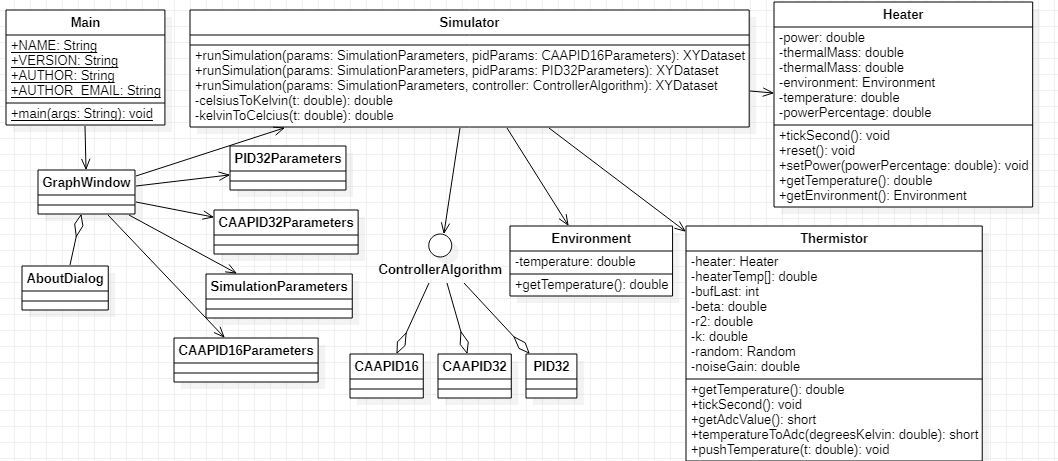 Main
+NAME: String
+VERSION: String
+AUTHOR: String
+AUTHOR_EMAIL: String
+main(args: String): void
Simulator
+runSimulation(params: SimulationParameters, pidParams: CAAPID16Parameters): XYDataset
+runSimulation(params: SimulationParameters, pidParams: PID32Parameters): XYDataset
+runSimulation(params: SimulationParameters, controller: ControllerAlgorithm): XYDataset
-celsiusToKelvin(t: double): double
-kelvinToCelcius(t: double): double
Heater
-power: double
-thermalMass: double
-thermalMass: double
-environment: Environment
-temperature: double
-powerPercentage: double
+tickSecond(): void
+reset(): void
+setPower(powerPercentage: double): void
+getTemperature(): double
+getEnvironment(): Environment
GraphWindow
PID32Parameters
CAAPID32Parameters
AboutDialog
SimulationParameters
CAAPID16Parameters
ControllerAlgorithm
CAAPID16
CAAPID32
PID32
Environment
-temperature: double
+getTemperature(): double
Thermistor
-heater: Heater
-heaterTemp[]: double
-bufLast: int
-beta: double
-r2: double
-k: double
-random: Random
-noiseGain: double
+getTemperature(): double
+tickSecond(): void
+getAdcValue(): short
+temperatureToAdc(degreesKelvin: double): short
+pushTemperature(t: double): void